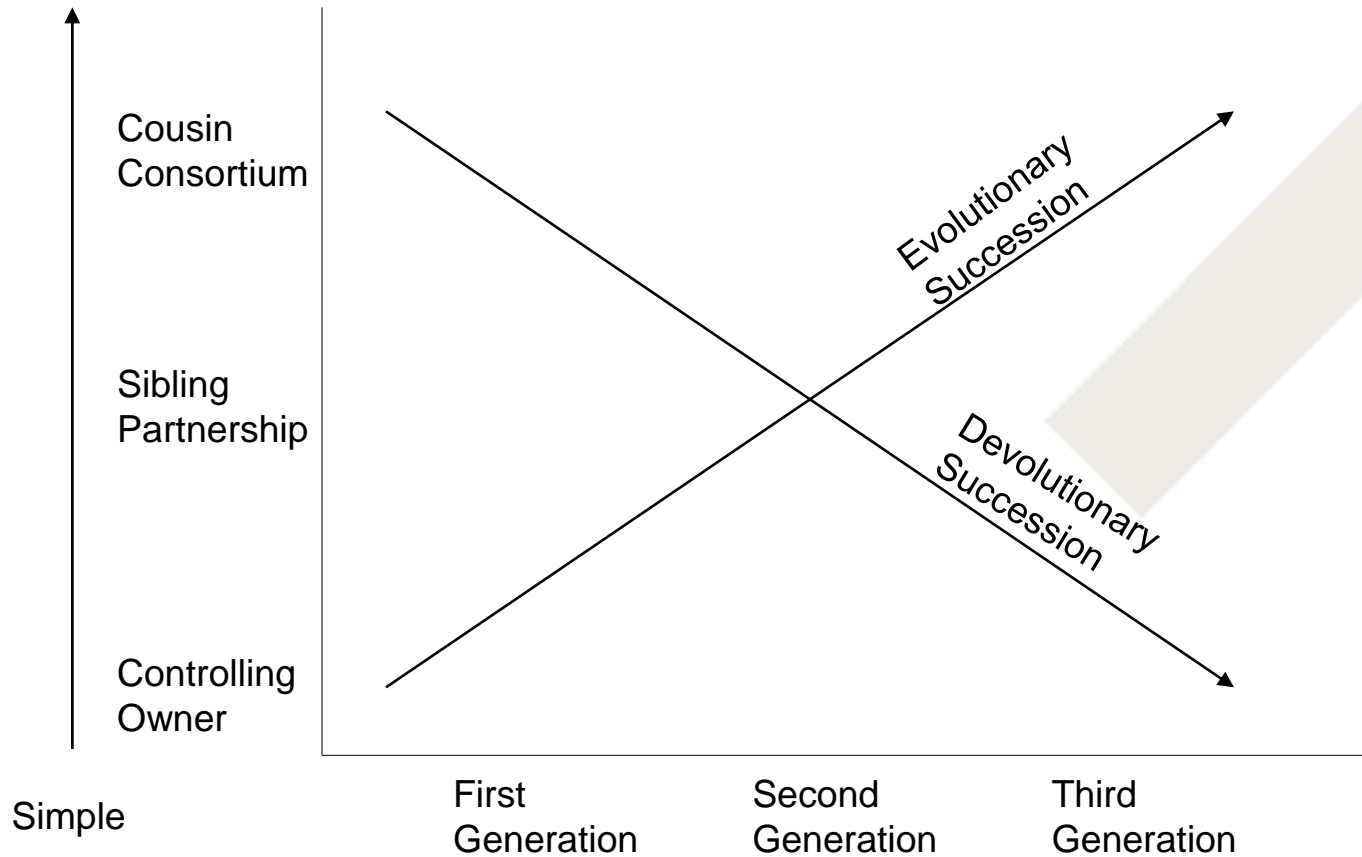 Cousin
Consortium
Evolutionary
Succession
Sibling
Partnership
Devolutionary
Succession
Controlling
Owner
Simple
First
Generation
Second
Generation
Third
Generation